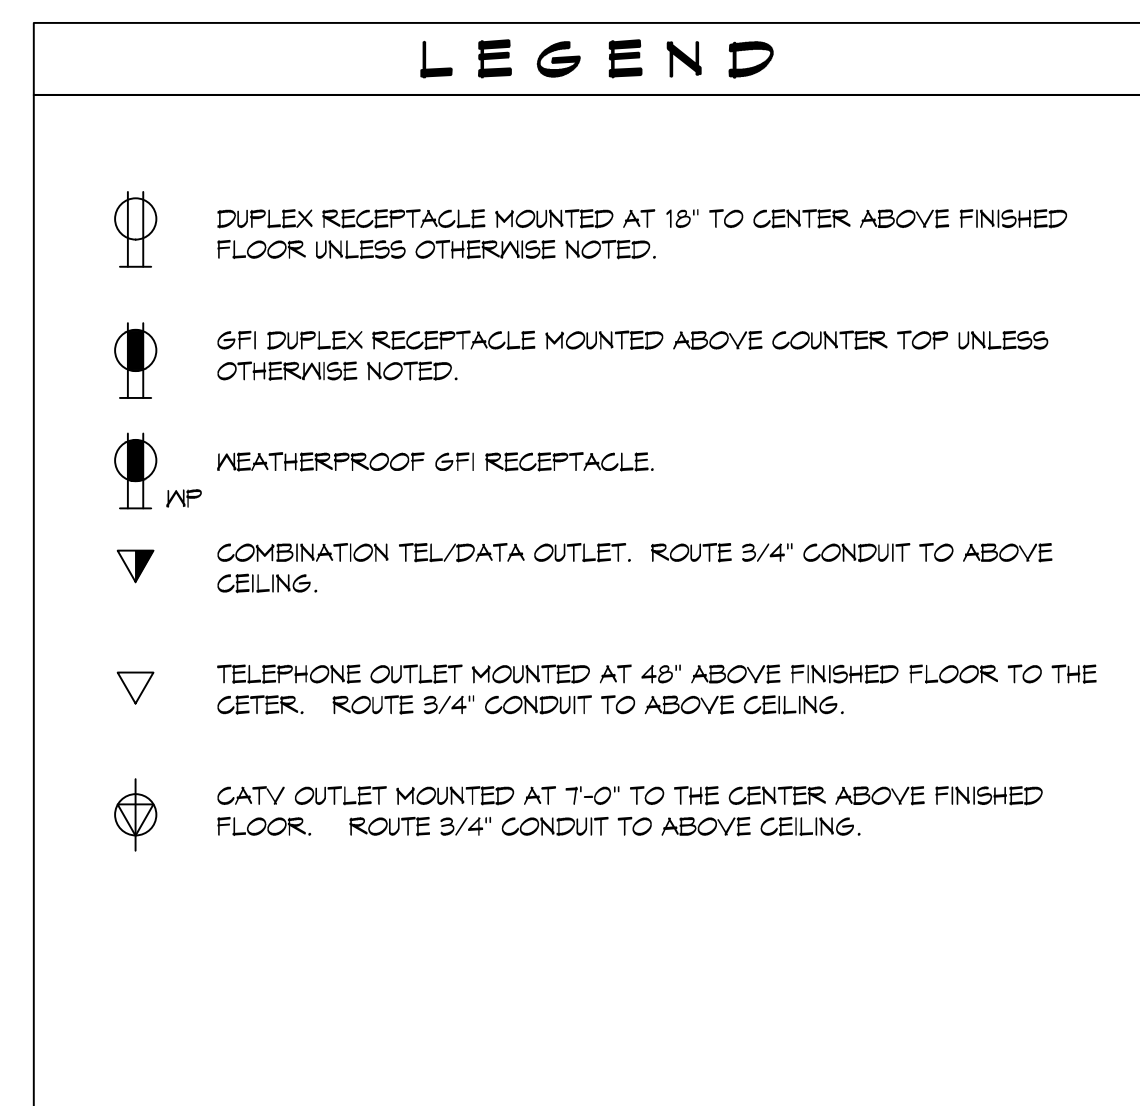 LEGEND
DUPLEX RECEPTACLE MOUNTED AT 18" TO CENTER ABOVE FINISHED
FLOOR UNLESS OTHERWISE NOTED.
GFI DUPLEX RECEPTACLE MOUNTED ABOVE COUNTER TOP UNLESS
OTHERWISE NOTED.
WEATHERPROOF GFI RECEPTACLE.
WP
COMBINATION TEL/DATA OUTLET. ROUTE 3/4" CONDUIT TO ABOVE
CEILING.
TELEPHONE OUTLET MOUNTED AT 48" ABOVE FINISHED FLOOR TO THE
CETER. ROUTE 3/4" CONDUIT TO ABOVE CEILING.
CATV OUTLET MOUNTED AT 7'-0" TO THE CENTER ABOVE FINISHED
FLOOR. ROUTE 3/4" CONDUIT TO ABOVE CEILING.